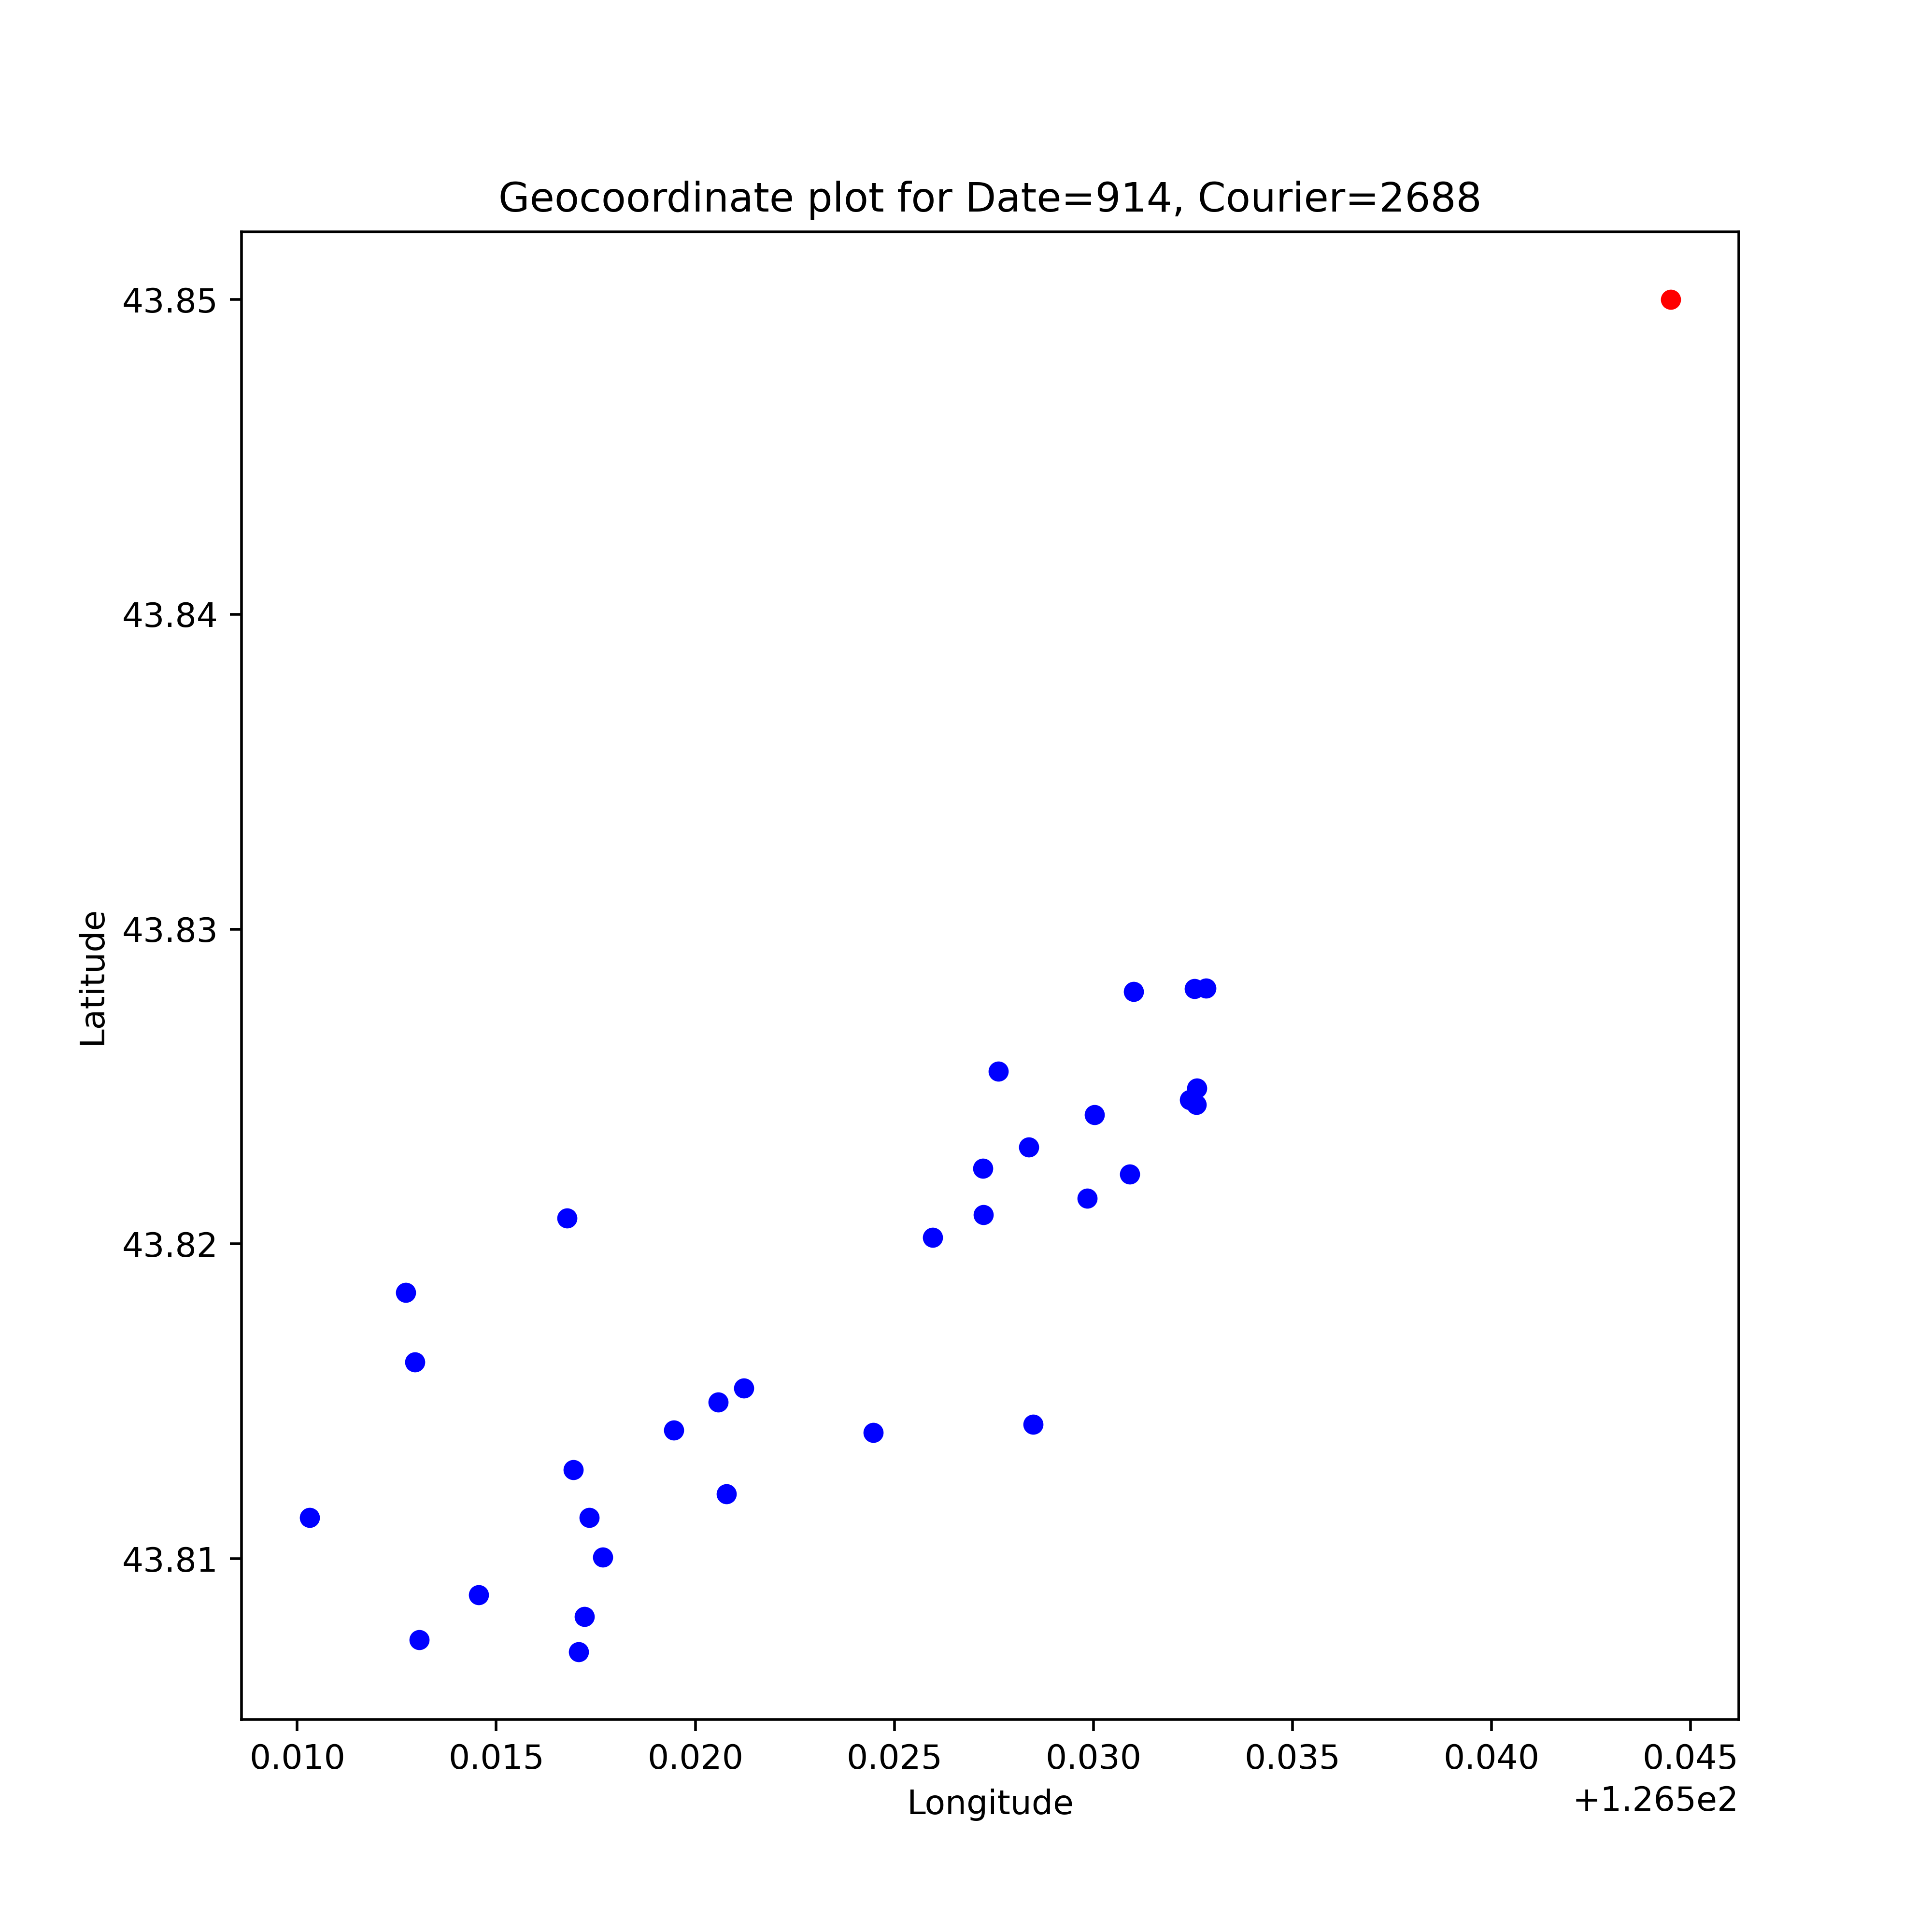 Geocoordinate plot for Date=914, Courier=2688
43.85
43.84
43.83
43.82
43.81
Latitude
0.010 0.015 0.020 0.025 0.030 0.035 0.040 0.045
Longitude
+1.265e2